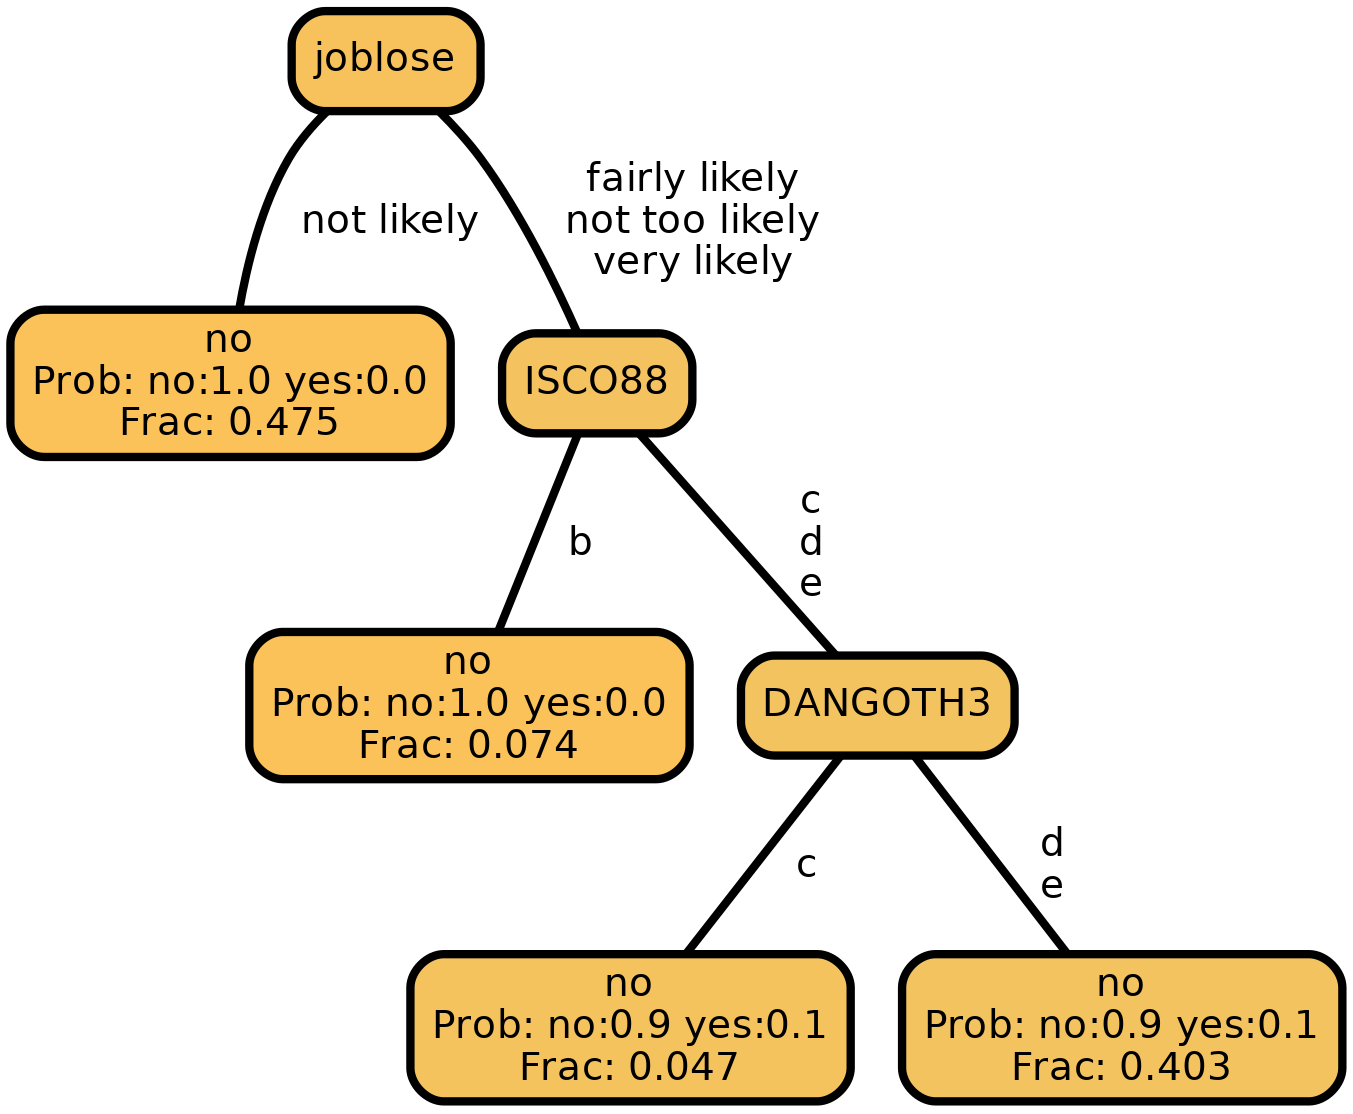 joblose
not likely
fairly likely
not too likely
very likely
no
Prob: no:1.0 yes:0.0
Frac: 0.475
ISCO88
b
c
d
e
no
Prob: no:1.0 yes:0.0
Frac: 0.074
DANGOTH3
c
d
e
no
Prob: no:0.9 yes:0.1
Frac: 0.047
no
Prob: no:0.9 yes:0.1
Frac: 0.403